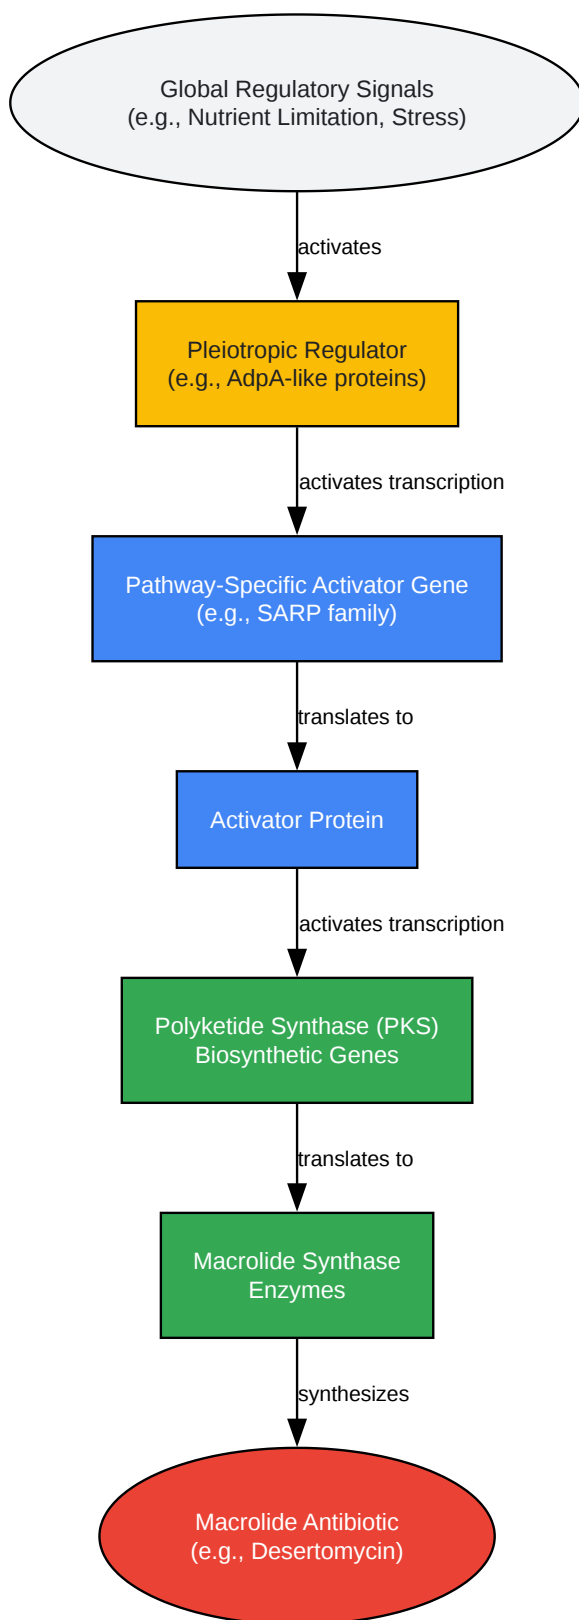 Global Regulatory Signals
(e.g., Nutrient Limitation, Stress)
activates
Pleiotropic Regulator
(e.g., AdpA-like proteins)
activates transcription
Pathway-Specific Activator Gene
(e.g., SARP family)
translates to
Activator Protein
activates transcription
Polyketide Synthase (PKS)
Biosynthetic Genes
translates to
Macrolide Synthase
Enzymes
synthesizes
Macrolide Antibiotic
(e.g., Desertomycin)